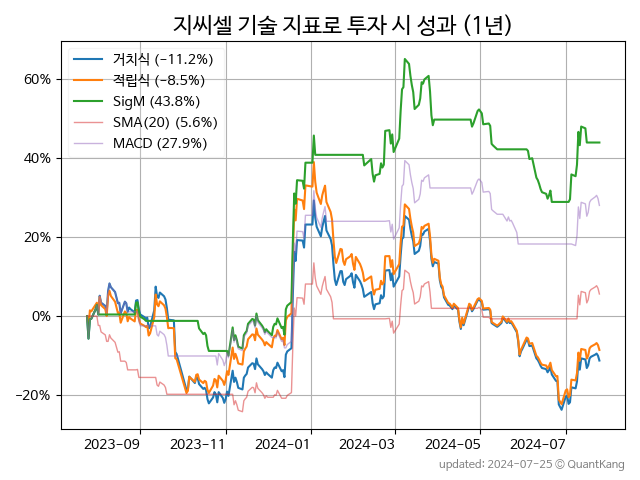 지씨셀 기술 지표로 투자 시 성과 (1년)
거치식 (−11.2%)
적립식 (−8.5%)
SigM (43.8%)
SMA(20) (5.6%)
MACD (27.9%)
60%
40%
20%
0%
−20%
2023-09 2023-11 2024-01 2024-03 2024-05 2024-07
updated: 2024-07-25 © QuantKang